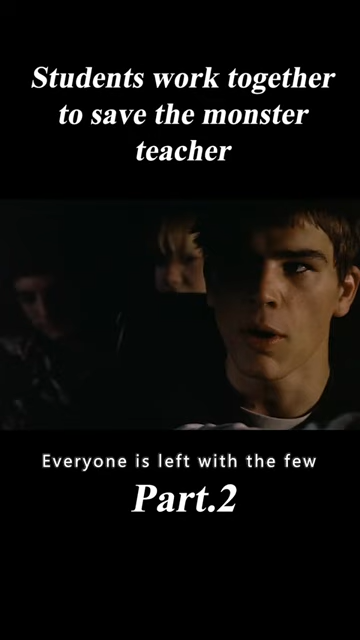 Students work together
to save the monster
teacher
Everyone is left with the few
Part.2